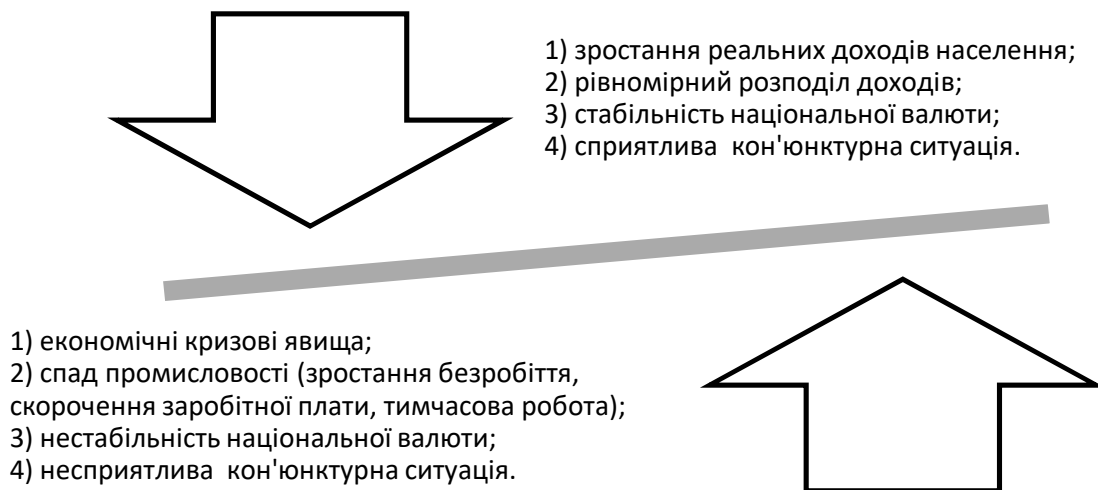 1) зростання реальних доходів населення;
2) рівномірний розподіл доходів;
3) стабільність національної валюти;
4) сприятлива  кон'юнктурна ситуація.
1) економічні кризові явища;
2) спад промисловості (зростання безробіття,
скорочення заробітної плати, тимчасова робота);
3) нестабільність національної валюти;
4) несприятлива  кон'юнктурна ситуація.